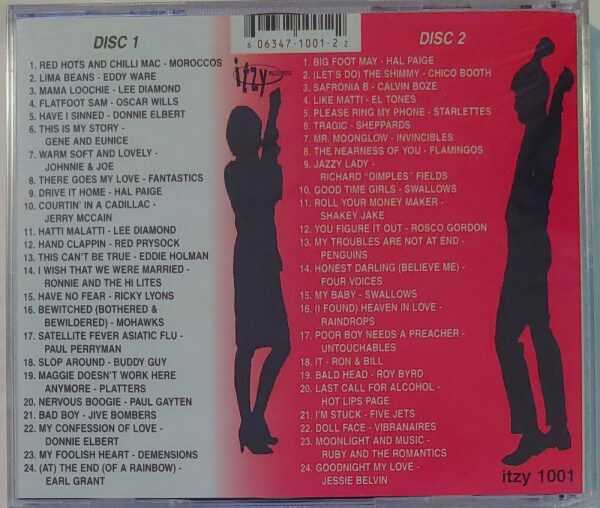 6 06347-1001-2 2
itzy RECORDS
DISC 1
1. RED HOTS AND CHILLI MAC - MOROCCOS
2. LIMA BEANS - EDDY WARE
3. MAMA LOOCHIE - LEE DIAMOND
4. FLATFOOT SAM - OSCAR WILLS
5. HAVE I SINNED - DONNIE ELBERT
6. THIS IS MY STORY -
GENE AND EUNICE
7. WARM SOFT AND LOVELY -
JOHNNIE & JOE
8. THERE GOES MY LOVE - FANTASTICS
9. DRIVE IT HOME - HAL PAIGE
10. COURTIN' IN A CADILLAC -
JERRY MCCAIN
11. HATTI MALATTI - LEE DIAMOND
12. HAND CLAPPIN - RED PRYSOCK
13. THIS CAN'T BE TRUE - EDDIE HOLMAN
14. I WISH THAT WE WERE MARRIED -
RONNIE AND THE HI LITES
15. HAVE NO FEAR - RICKY LYONS
16. BEWITCHED (BOTHERED &
BEWILDERED) - MOHAWKS
17. SATELLITE FEVER ASIATIC FLU -
PAUL PERRYMAN
18. SLOP AROUND - BUDDY GUY
19. MAGGIE DOESN'T WORK HERE
ANYMORE - PLATTERS
20. NERVOUS BOOGIE - PAUL GAYTEN
21. BAD BOY - JIVE BOMBERS
22. MY CONFESSION OF LOVE -
DONNIE ELBERT
23. MY FOOLISH HEART - DEMENSIONS
24. (AT) THE END (OF A RAINBOW) -
EARL GRANT
DISC 2
1. BIG FOOT MAY - HAL PAIGE
2. (LET'S DO) THE SHIMMY - CHICO BOOTH
3. SAFRONIA B - CALVIN BOZE
4. LIKE MATTI - EL TONES
5. PLEASE RING MY PHONE - STARLETTES
6. TRAGIC - SHEPPARDS
7. MR. MOONGLOW - INVINCIBLES
8. THE NEARNESS OF YOU - FLAMINGOS
9. JAZZY LADY -
RICHARD "DIMPLES" FIELDS
10. GOOD TIME GIRLS - SWALLOWS
11. ROLL YOUR MONEY MAKER -
SHAKEY JAKE
12. YOU FIGURE IT OUT - ROSCO GORDON
13. MY TROUBLES ARE NOT AT END -
PENGUINS
14. HONEST DARLING (BELIEVE ME) -
FOUR VOICES
15. MY BABY - SWALLOWS
16. (I FOUND) HEAVEN IN LOVE -
RAINDROPS
17. POOR BOY NEEDS A PREACHER -
UNTOUCHABLES
18. IT - RON & BILL
19. BALD HEAD - ROY BYRD
20. LAST CALL FOR ALCOHOL -
HOT LIPS PAGE
21. I'M STUCK - FIVE JETS
22. DOLL FACE - VIBRANAIRES
23. MOONLIGHT AND MUSIC -
RUBY AND THE ROMANTICS
24. GOODNIGHT MY LOVE -
JESSIE BELVIN
itzy 1001